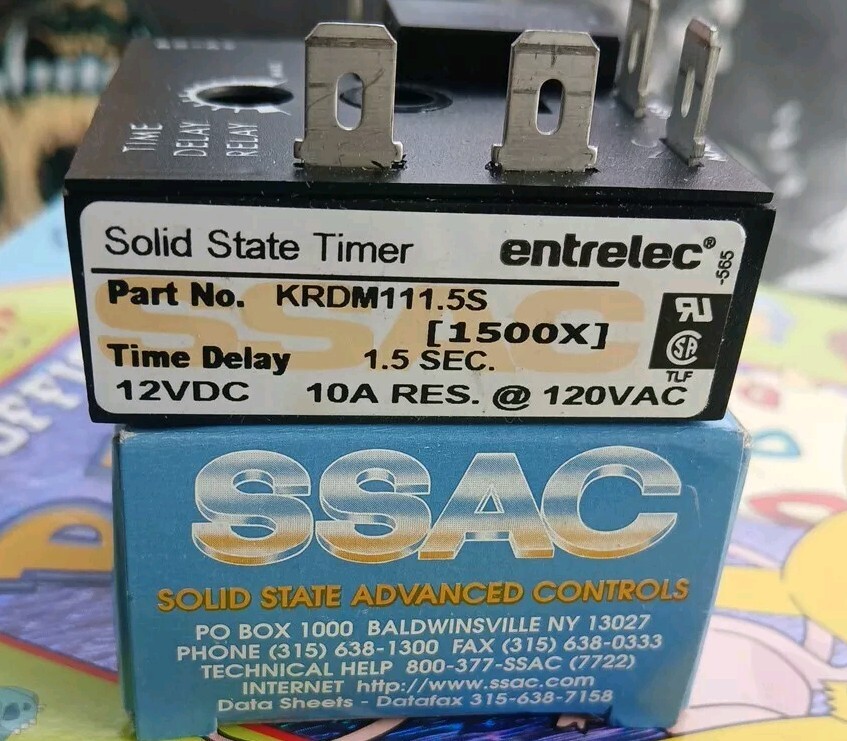 TIME
DELAY
RELAY
Solid State Timer entrelec®
-565
Part No. KRDM111.5S
[1500X]
Time Delay 1.5 SEC.
12VDC 10A RES. @ 120VAC
SSAC
RU
SA
TLF
SSAC
SOLID STATE ADVANCED CONTROLS
PO BOX 1000 BALDWINSVILLE NY 13027
PHONE (315) 638-1300 FAX (315) 638-0333
TECHNICAL HELP 800-377-SSAC (7722)
INTERNET http://www.ssac.com
Data Sheets - Datafax 315-638-7158